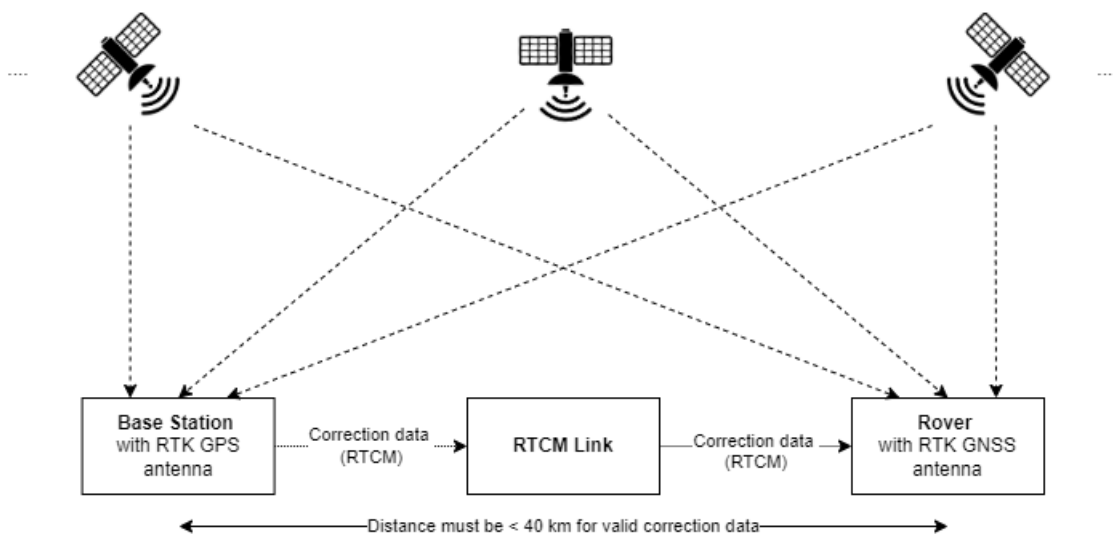 ....
....
Base Station
with RTK GPS
antenna
Correction data
(RTCM)
RTCM Link
Correction data
(RTCM)
Rover
with RTK GNSS
antenna
Distance must be < 40 km for valid correction data